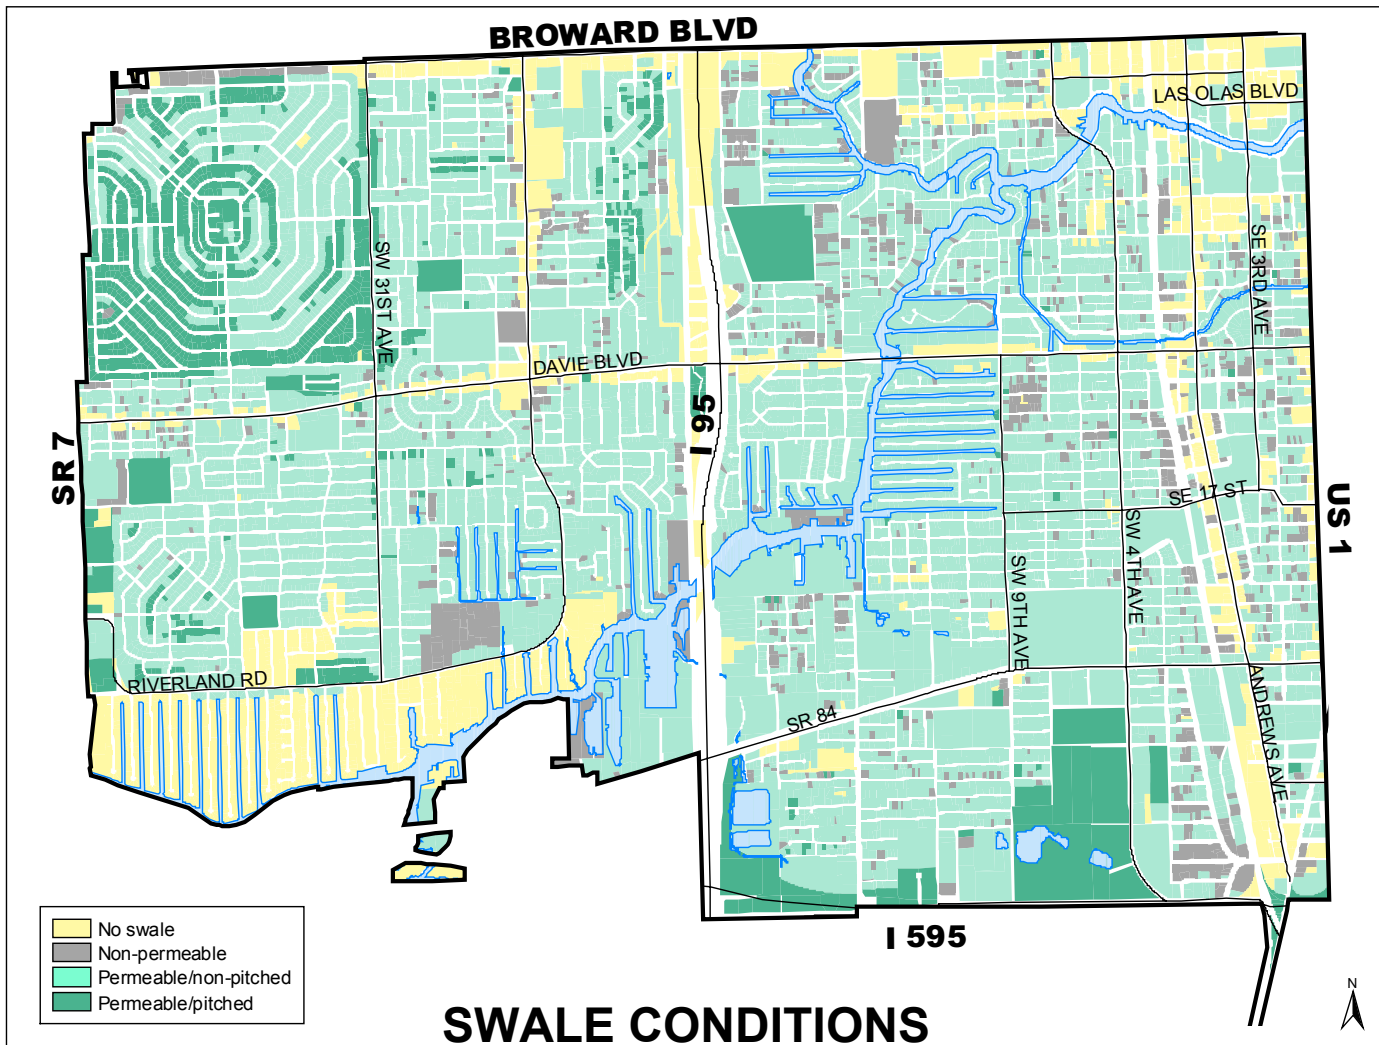 BROWARD BLVD
LAS OLAS BLVD
SW 31ST AVE
SE 3RD AVE
DAVIE BLVD
I 95
SR 7
SE 17 ST
US 1
SW 9TH AVE
SW 4TH AVE
RIVERLAND RD
SR 84
ANDREWS AVE
I 595
No swale
Non-permeable
Permeable/non-pitched
Permeable/pitched
N
SWALE CONDITIONS